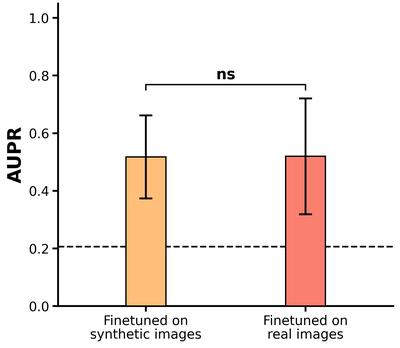 1.0
0.8
0.6
0.4
0.2
0.0
AUPR
ns
Finetuned on
synthetic images
Finetuned on
real images